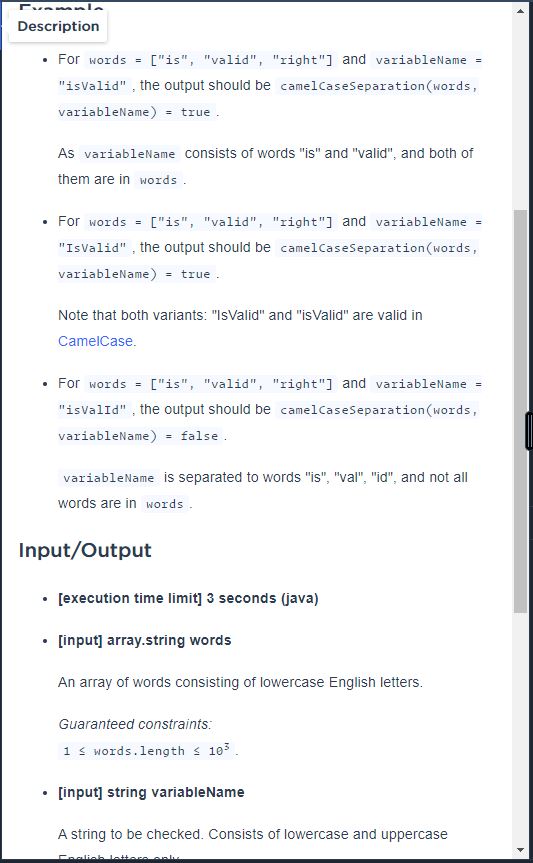 Example
Description
• For words = ["is", "valid", "right"] and variableName =
"isValid" , the output should be camelCaseSeparation(words,
variableName) = true .
As variableName consists of words "is" and "valid", and both of
them are in words .
• For words = ["is", "valid", "right"] and variableName =
"IsValid" , the output should be camelCaseSeparation(words,
variableName) = true .
Note that both variants: "IsValid" and "isValid" are valid in
CamelCase.
• For words = ["is", "valid", "right"] and variableName =
"isValId" , the output should be camelCaseSeparation(words,
variableName) = false .
variableName is separated to words "is", "val", "id", and not all
words are in words .
Input/Output
• [execution time limit] 3 seconds (java)
• [input] array.string words
An array of words consisting of lowercase English letters.
Guaranteed constraints:
1 ≤ words.length ≤ 10³ .
• [input] string variableName
A string to be checked. Consists of lowercase and uppercase
English letters only.